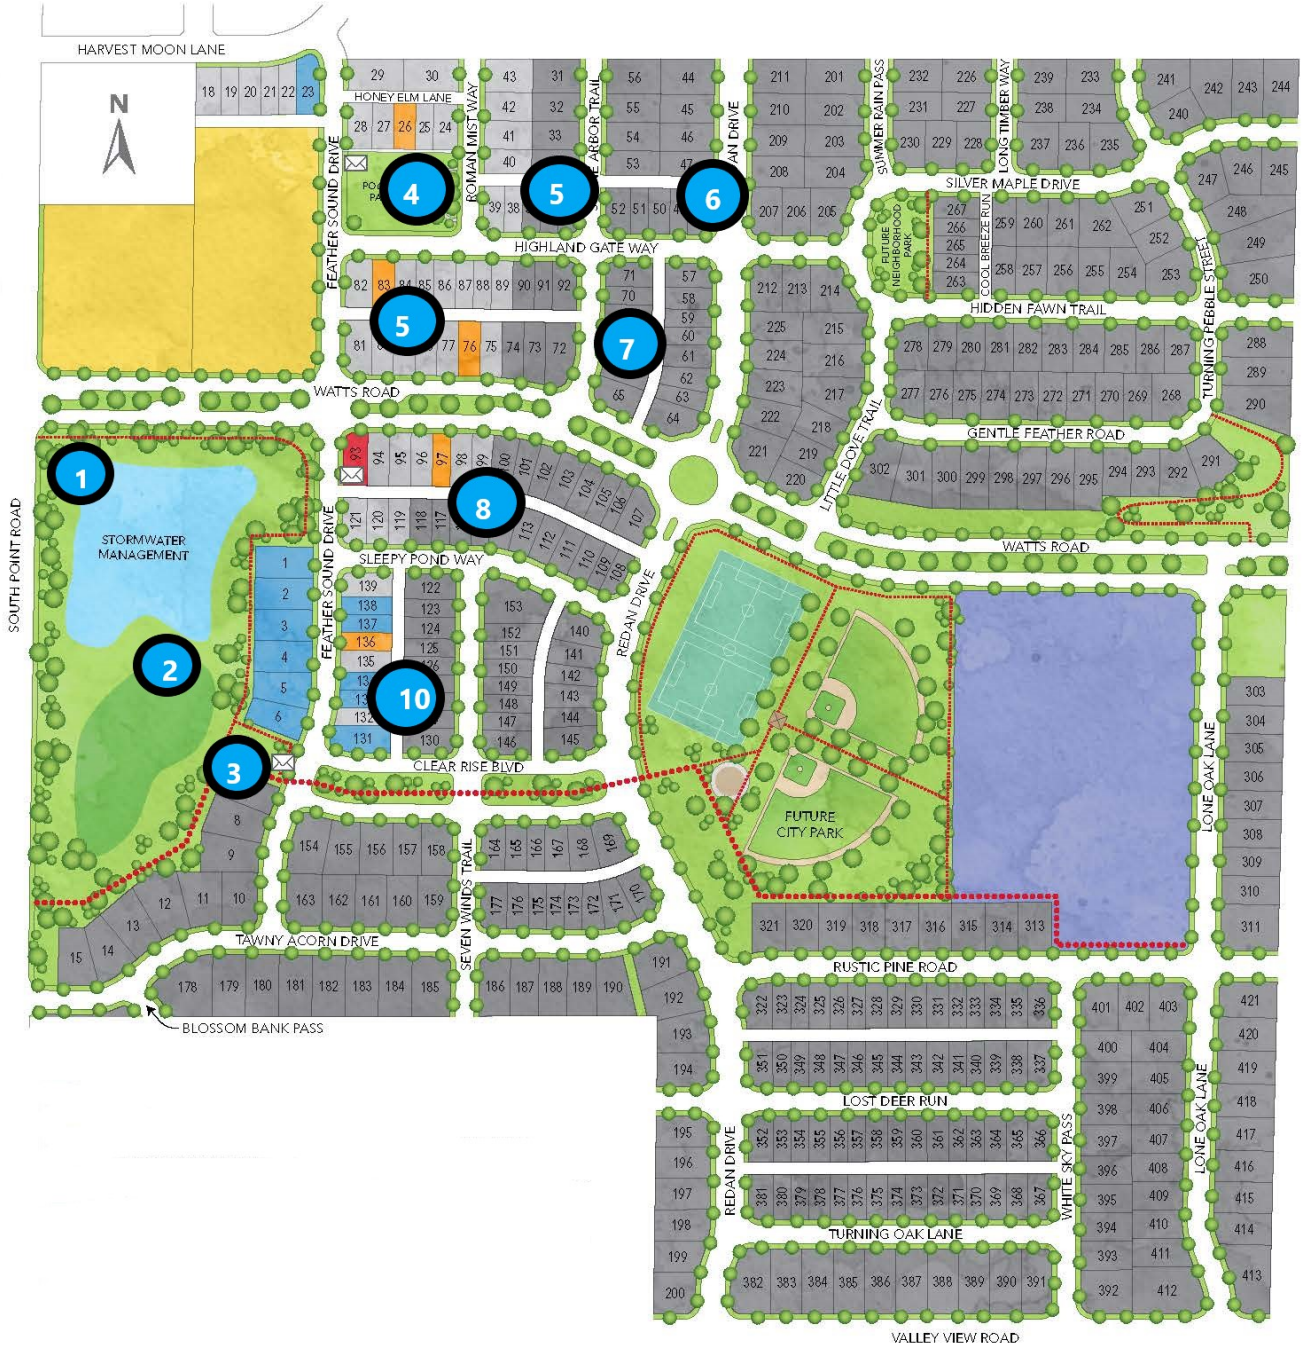 HARVEST MOON LANE
18 19 20 21 22 23
N
29 30
HONEY ELM LANE
28 27 26 25 24
FEATHER SOUND DRIVE
ROMAN MIST WAY
4
43 31
42 32
41 33
40
39 38
5
ARBOR TRAIL
56 44
55 45
54 46
53 47
52 51 50
6
AN DRIVE
211 201
210 202
209 203
208 204
207 206 205
SUMMER RAIN PASS
232 226
231 227
230 229 228
LONG TIMBER WAY
239 233
238 234
237 236 235
241 242 243 244
240
SILVER MAPLE DRIVE
247 246 245
248
249
250
TURNING PEBBLE STREET
FUTURE
NEIGHBORHOOD
PARK
267
266
265
264
263
COOL BREEZE RUN
259 260 261 262 251
252
258 257 256 255 254 253
HIDDEN FAWN TRAIL
HIGHLAND GATE WAY
82 83 84 85 86 87 88 89 90 91 92
5
81 77 76 75 74 73 72
71
70
7
65
57
58
59
60
61
62
63
64
212 213 214
225 215
224 216
223 217
222 218
221 219
220
LITTLE DOVE TRAIL
278 279 280 281 282 283 284 285 286 287
277 276 275 274 273 272 271 270 269 268
288
289
290
GENTLE FEATHER ROAD
302 301 300 299 298 297 296 295 294 293 292 291
WATTS ROAD
WATTS ROAD
SOUTH POINT ROAD
1
STORMWATER
MANAGEMENT
2
3
1
2
3
4
5
6
FEATHER SOUND DRIVE
93 94 95 96 97 98 99 100 101 102 103 104 105 106 107
8
121 120 119 118 117 113 112 111 110 109 108
SLEEPY POND WAY
139
138
137
136
135
132
131
10
122
123
124
125
130
153
152
151
150
149
148
147
146
140
141
142
143
144
145
REDAN DRIVE
CLEAR RISE BLVD
FUTURE
CITY PARK
LONE OAK LANE
303
304
305
306
307
308
309
310
311
8
9
10
11
12
13
14
15
154 155 156 157 158
163 162 161 160 159
SEVEN WINDS TRAIL
164 165 166 167 168 169
177 176 175 174 173 172 171 170
TAWNY ACORN DRIVE
178 179 180 181 182 183 184 185
186 187 188 189 190
BLOSSOM BANK PASS
191
192
193
194
321 320 319 318 317 316 315 314 313
RUSTIC PINE ROAD
322 323 324 325 326 327 328 329 330 331 332 333 334 335 336
351 350 349 348 347 346 345 344 343 342 341 340 339 338 337
LOST DEER RUN
352 353 354 355 356 357 358 359 360 361 362 363 364 365 366
381 380 379 378 377 376 375 374 373 372 371 370 369 368 367
TURNING OAK LANE
382 383 384 385 386 387 388 389 390 391
REDAN DRIVE
195
196
197
198
199
200
WHITE SKY PASS
401 402 403
400 404
399 405
398 406
397 407
396 408
395 409
394 410
393 411
392 412
LONE OAK LANE
421
420
419
418
417
416
415
414
413
VALLEY VIEW ROAD